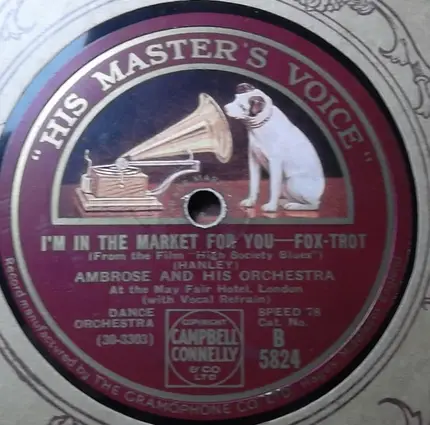 "HIS MASTER'S VOICE"
I'M IN THE MARKET FOR YOU—FOX-TROT
(From the Film "High Society Blues")
(HANLEY)
AMBROSE AND HIS ORCHESTRA
At the May Fair Hotel, London
(with Vocal Refrain)
DANCE
ORCHESTRA
(30-3303)
COPYRIGHT
CAMPBELL
CONNELLY
& CO
LTD
SPEED 78
Cat. No.
B
5824
Record manufactured by THE GRAMOPHONE CO LTD